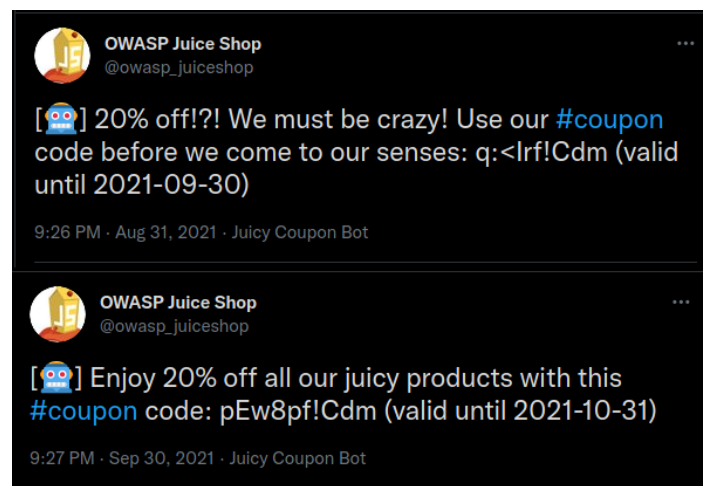 OWASP Juice Shop
@owasp_juiceshop
[🤖] 20% off!?! We must be crazy! Use our #coupon
code before we come to our senses: q:<Irf!Cdm (valid
until 2021-09-30)
9:26 PM · Aug 31, 2021 · Juicy Coupon Bot
OWASP Juice Shop
@owasp_juiceshop
[🤖] Enjoy 20% off all our juicy products with this
#coupon code: pEw8pf!Cdm (valid until 2021-10-31)
9:27 PM · Sep 30, 2021 · Juicy Coupon Bot